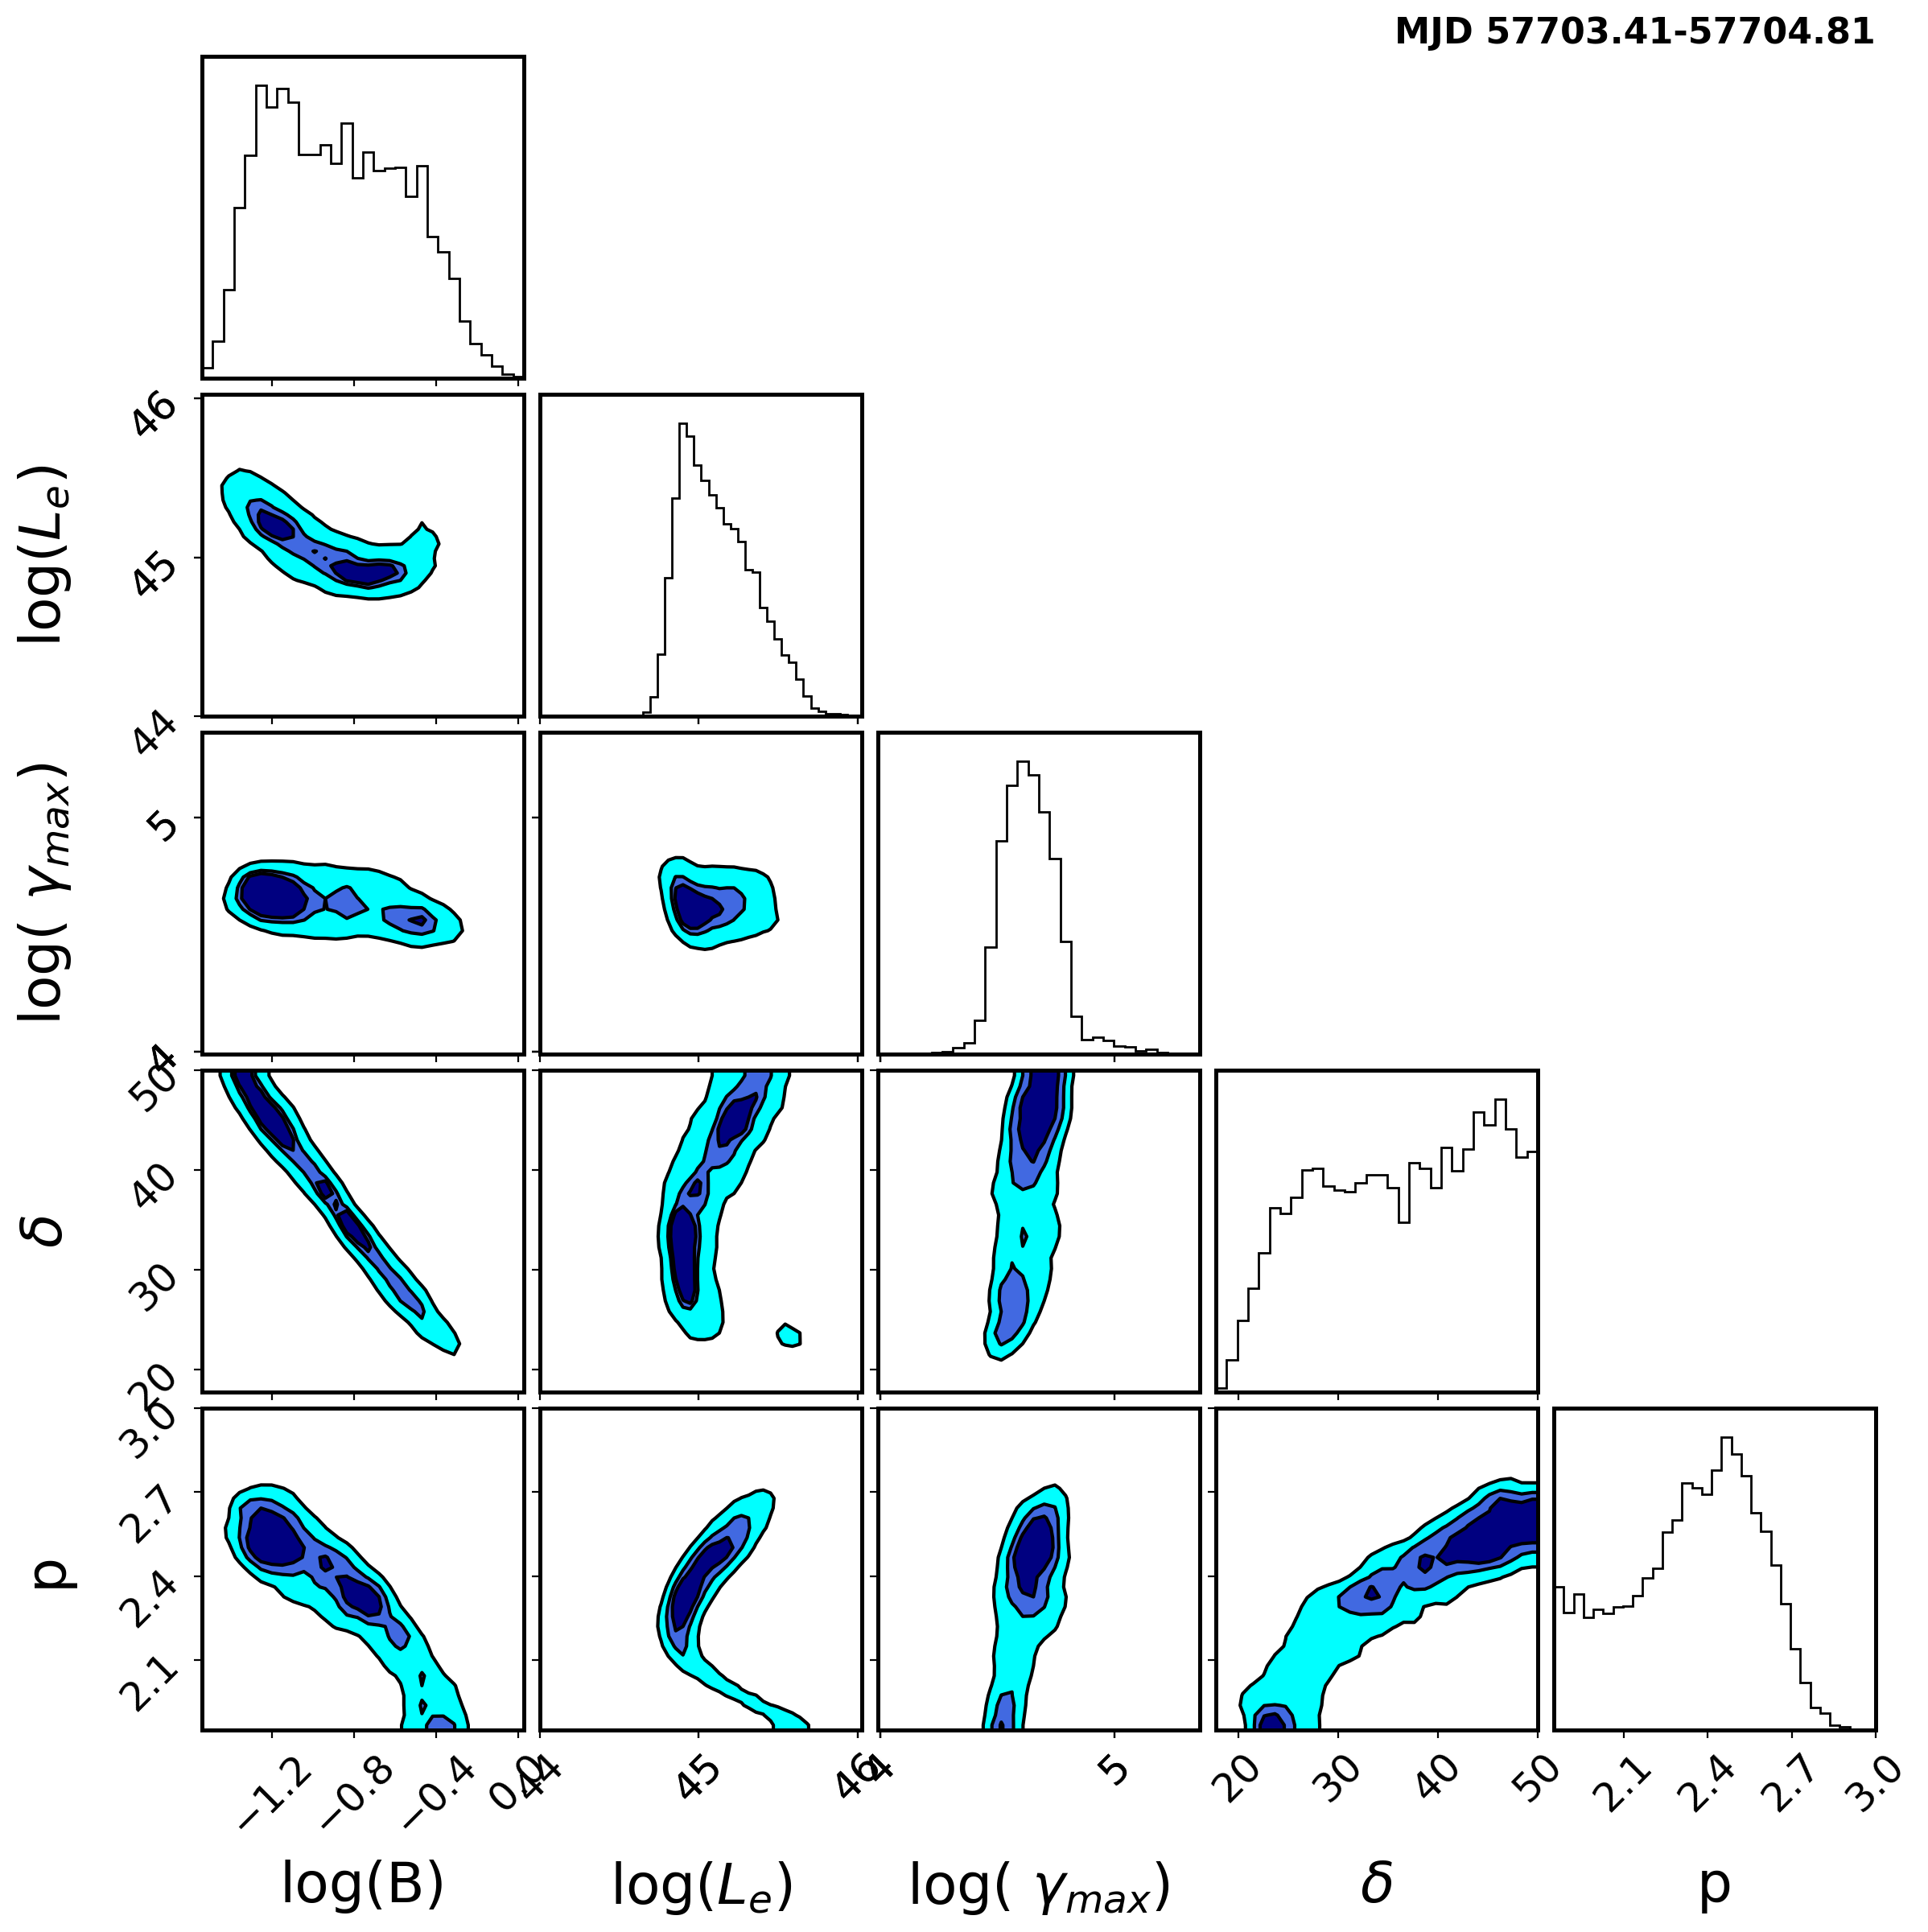 MJD 57703.41-57704.81
46
45
44
log(Lₑ)
5
4
log( γₘₐₓ)
50
40
30
20
δ
3.0
2.7
2.4
2.1
p
−1.2 −0.8 −0.4 0.0 44 45 46 4 5 20 30 40 50 2.1 2.4 2.7 3.0
log(B) log(Lₑ) log( γₘₐₓ) δ p